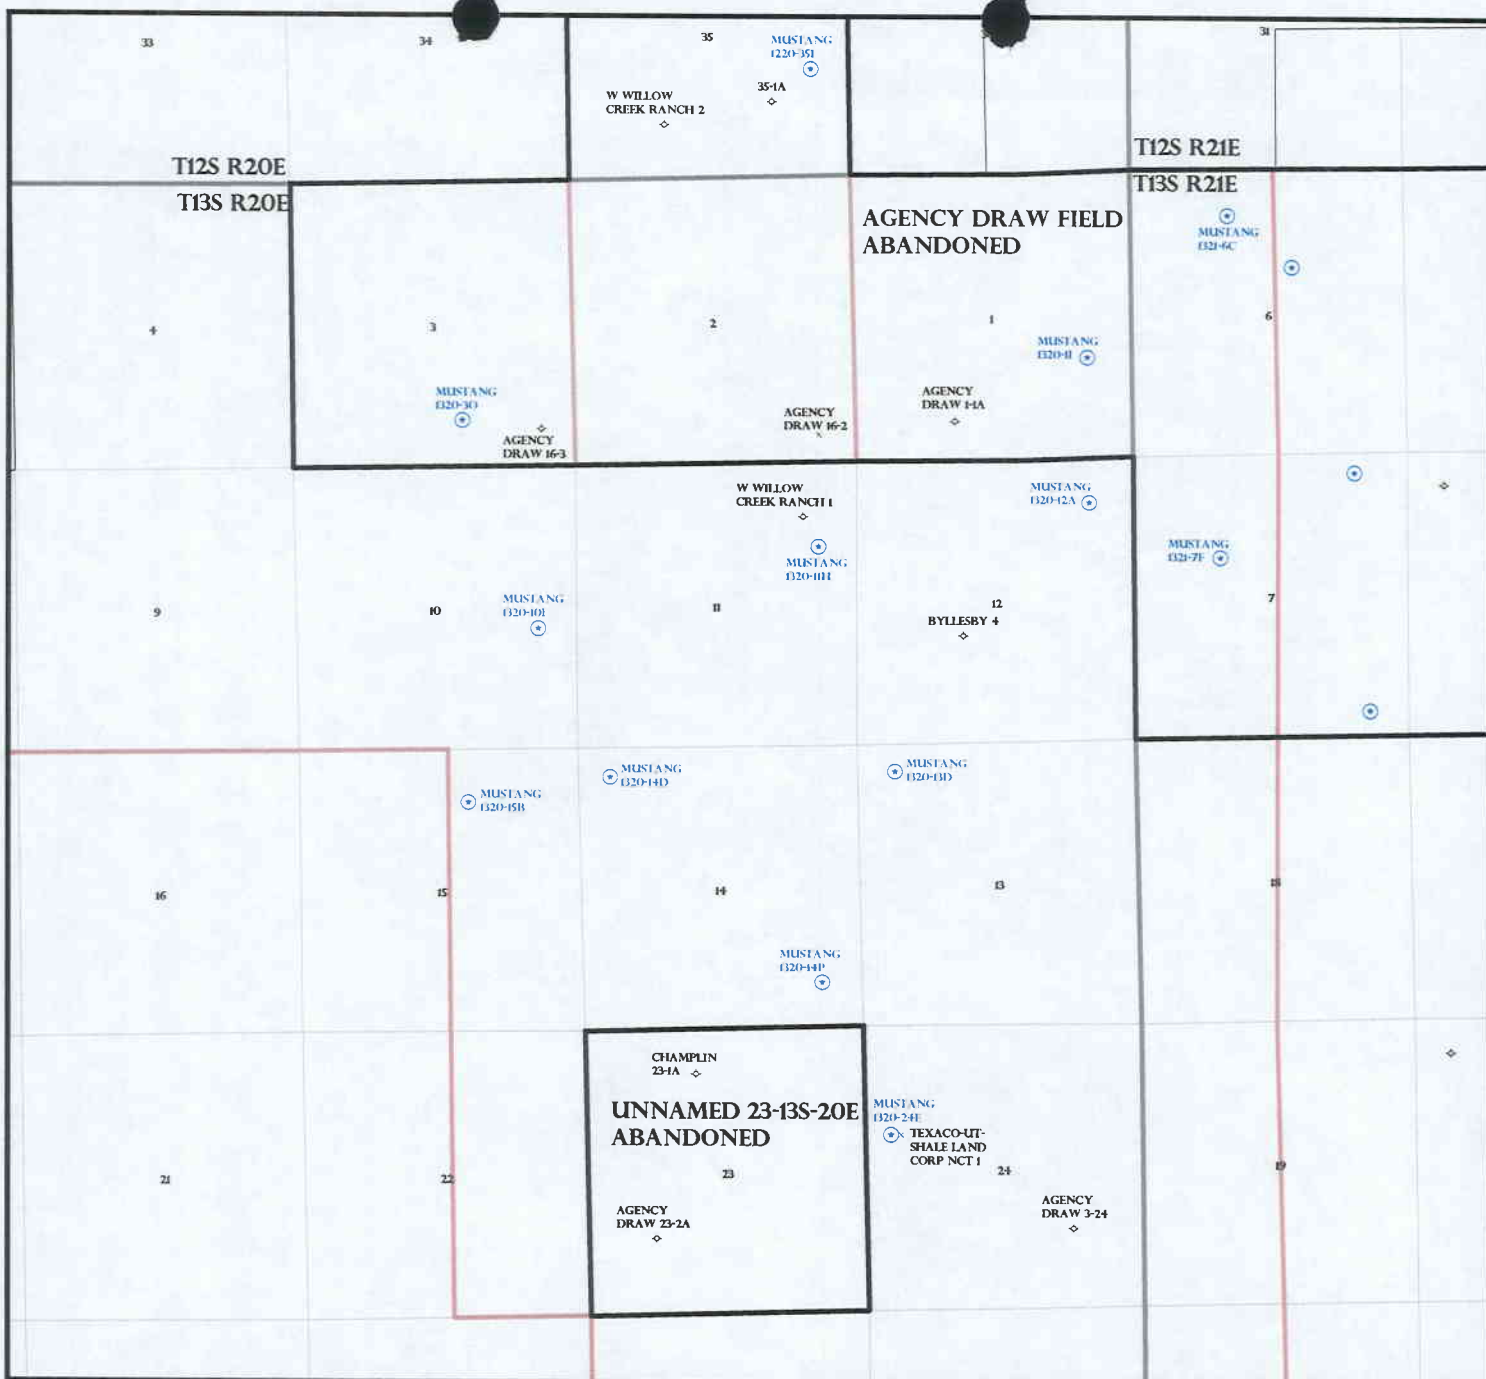 33
34
35
MUSTANG
1220-35I
31
35-1A
W WILLOW
CREEK RANCH 2
T12S R20E
T12S R21E
T13S R20E
T13S R21E
AGENCY DRAW FIELD
ABANDONED
MUSTANG
1321-6C
4
3
2
1
6
MUSTANG
1320-1I
MUSTANG
1320-3O
AGENCY
DRAW 1-1A
AGENCY
DRAW 16-2
AGENCY
DRAW 16-3
W WILLOW
CREEK RANCH 1
MUSTANG
1320-12A
MUSTANG
1320-11H
MUSTANG
1321-7F
MUSTANG
1320-10I
9
10
11
12
7
BYLLESBY 4
MUSTANG
1320-14D
MUSTANG
1320-13D
MUSTANG
1320-15B
16
15
14
13
18
MUSTANG
1320-14P
CHAMPLIN
23-1A
UNNAMED 23-13S-20E
ABANDONED
MUSTANG
1320-24E
TEXACO-UT-
SHALE LAND
CORP NCT 1
21
22
23
24
19
AGENCY
DRAW 23-2A
AGENCY
DRAW 3-24